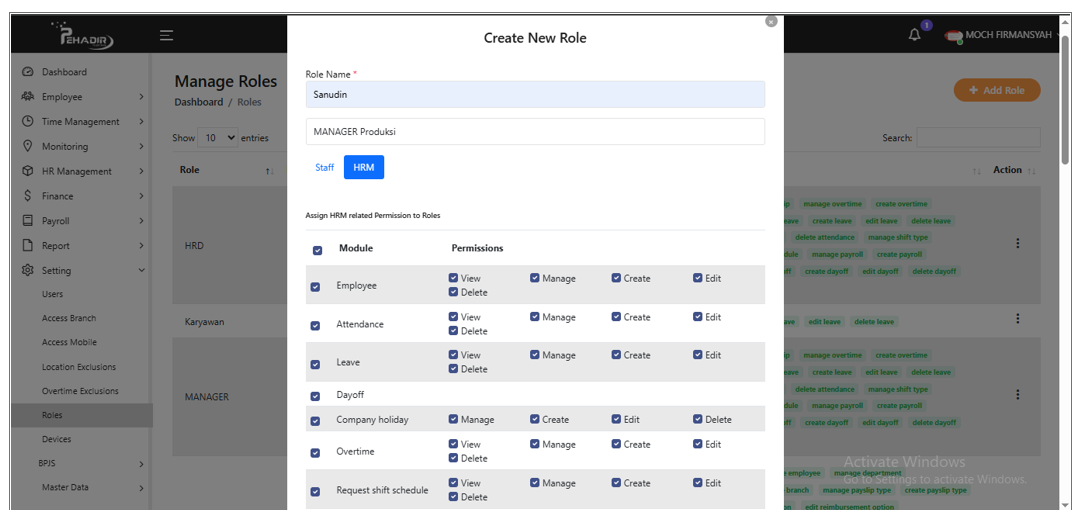 PEHADIR
1
MOCH FIRMANSYAH
Dashboard
Employee
Time Management
Monitoring
HR Management
Finance
Payroll
Report
Setting
Users
Access Branch
Access Mobile
Location Exclusions
Overtime Exclusions
Roles
Devices
BPJS
Master Data
Manage Roles
Dashboard / Roles
+ Add Role
Show 10 entries
Search:
Role
Action
HRD
Karyawan
MANAGER
Create New Role
Role Name *
Sanudin
MANAGER Produksi
Staff HRM
Assign HRM related Permission to Roles
Module Permissions
Employee View Manage Create Edit
Delete
Attendance View Manage Create Edit
Delete
Leave View Manage Create Edit
Delete
Dayoff
Company holiday Manage Create Edit Delete
Overtime View Manage Create Edit
Delete
Request shift schedule View Manage Create Edit
Delete
manage overtime create overtime
create leave edit leave delete leave
delete attendance manage shift type
manage payroll create payroll
create dayoff edit dayoff delete dayoff
edit leave delete leave
manage overtime create overtime
create leave edit leave delete leave
delete attendance manage shift type
manage payroll create payroll
create dayoff edit dayoff delete dayoff
employee manage department
branch manage payslip type create payslip type
edit reimbursement option
Activate Windows
Go to Settings to activate Windows.